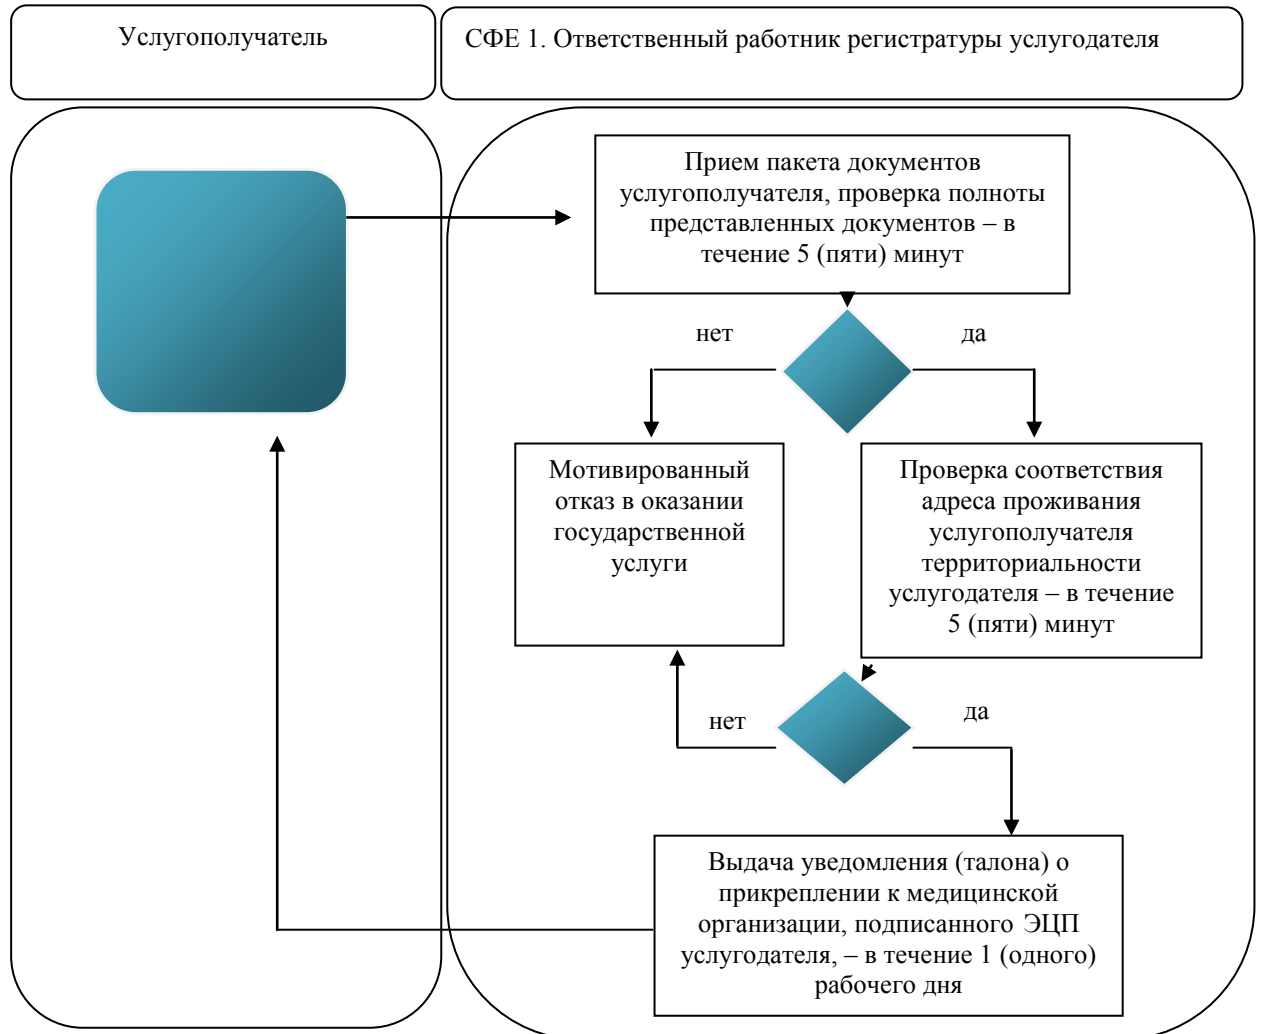 Услугополучатель
СФЕ 1. Ответственный работник регистратуры услугодателя
Прием пакета документов
услугополучателя, проверка полноты
представленных документов – в
течение 5 (пяти) минут
нет
да
Мотивированный
отказ в оказании
государственной
услуги
Проверка соответствия
адреса проживания
услугополучателя
территориальности
услугодателя – в течение
5 (пяти) минут
нет
да
Выдача уведомления (талона) о
прикреплении к медицинской
организации, подписанного ЭЦП
услугодателя, – в течение 1 (одного)
рабочего дня